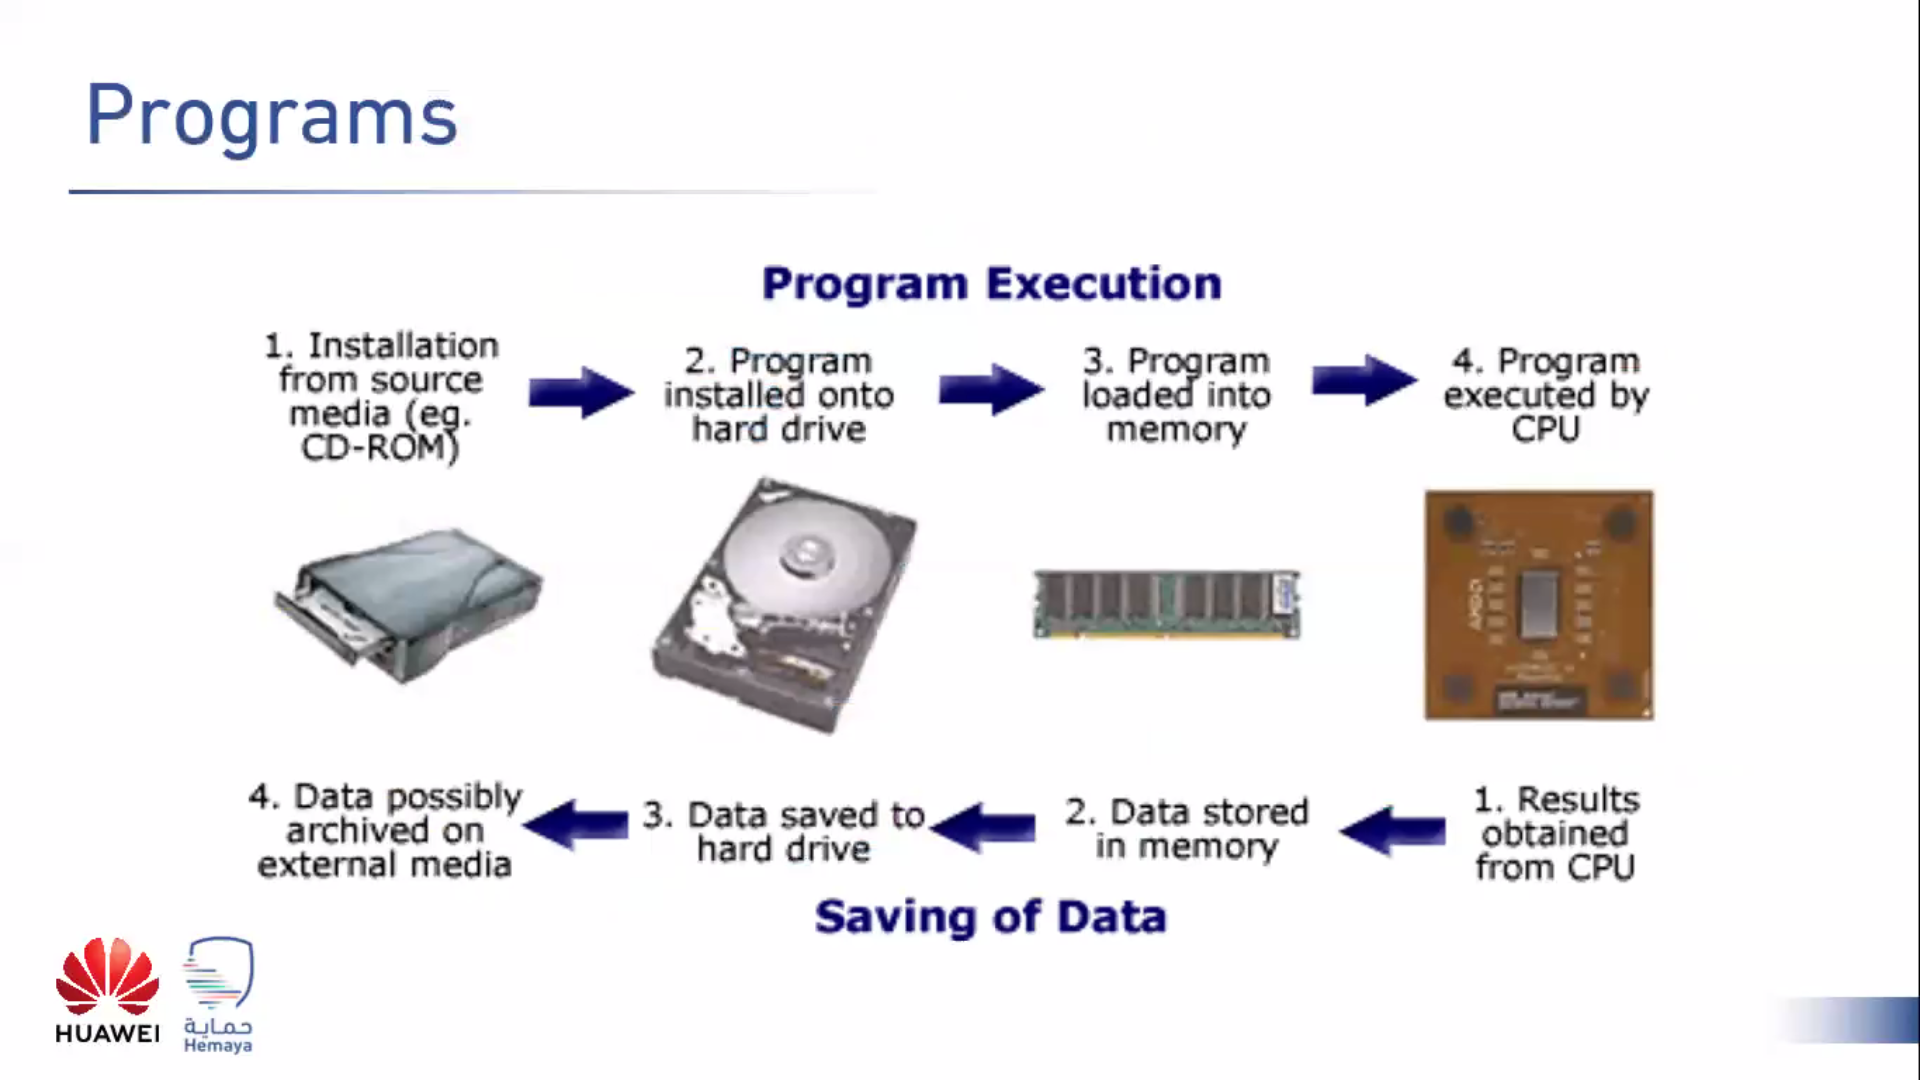 Programs
Program Execution
1. Installation
from source
media (eg.
CD-ROM)
2. Program
installed onto
hard drive
3. Program
loaded into
memory
4. Program
executed by
CPU
AMD
4. Data possibly
archived on
external media
3. Data saved to
hard drive
2. Data stored
in memory
1. Results
obtained
from CPU
Saving of Data
HUAWEI
حماية
Hemaya